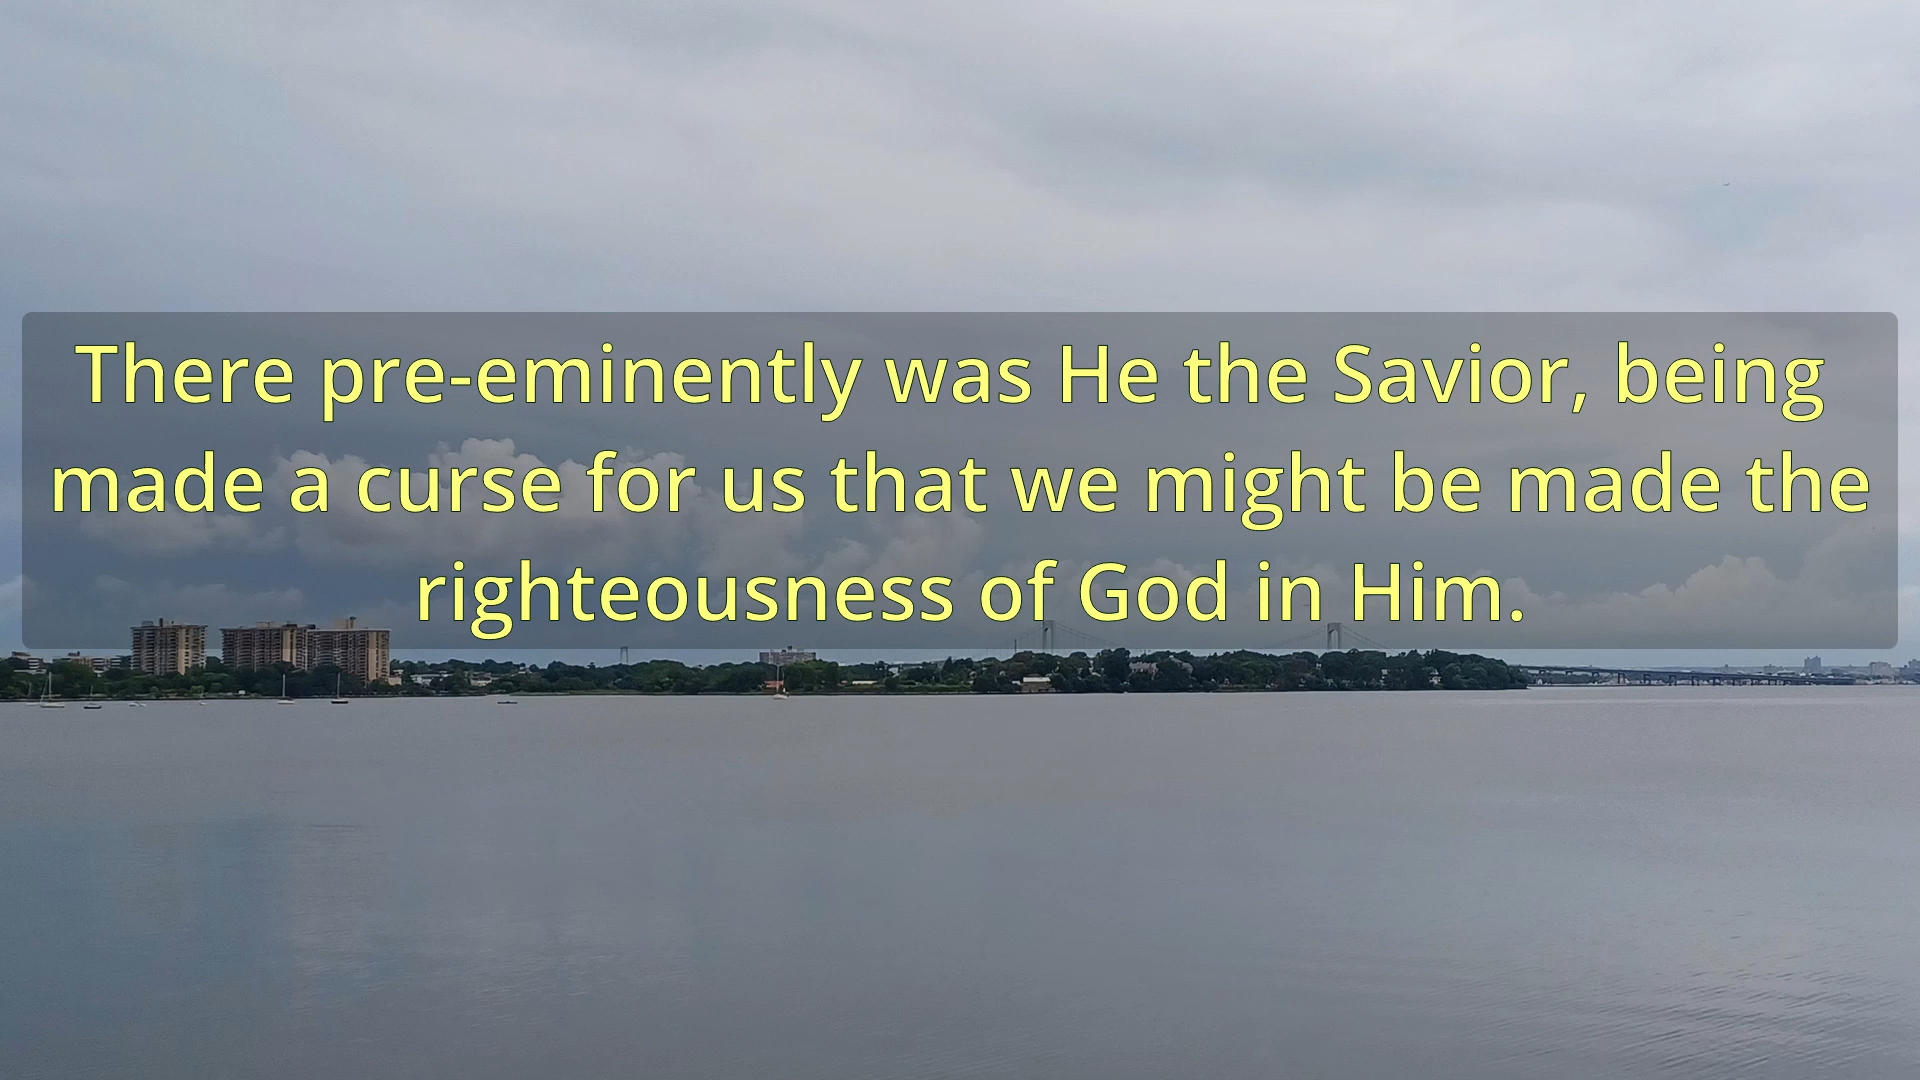 There pre-eminently was He the Savior, being
made a curse for us that we might be made the
righteousness of God in Him.